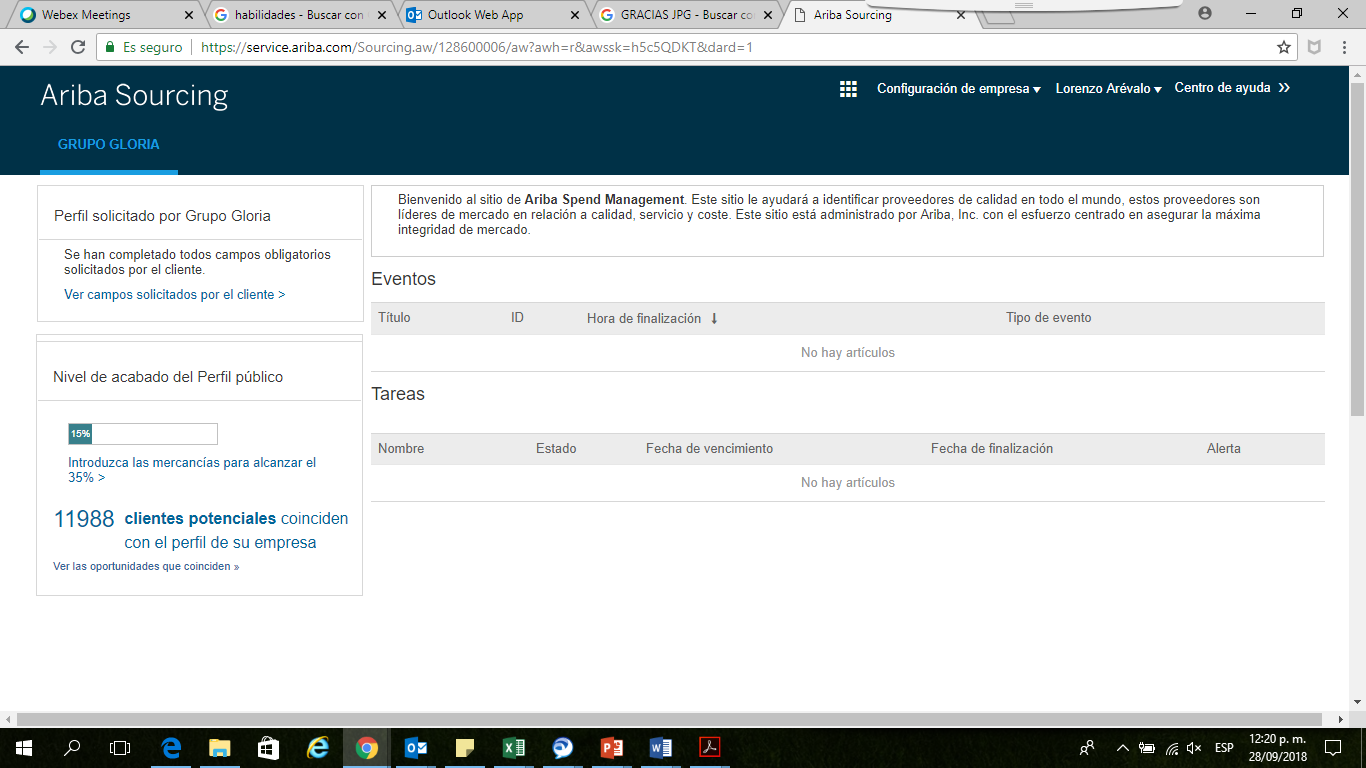 Webex Meetings
habilidades - Buscar con
Outlook Web App
GRACIAS JPG - Buscar co
Ariba Sourcing
Es seguro
https://service.ariba.com/Sourcing.aw/128600006/aw?awh=r&awssk=h5c5QDKT&dard=1
Ariba Sourcing
Configuración de empresa
Lorenzo Arévalo
Centro de ayuda »
GRUPO GLORIA
Perfil solicitado por Grupo Gloria
Se han completado todos campos obligatorios
solicitados por el cliente.
Ver campos solicitados por el cliente >
Nivel de acabado del Perfil público
15%
Introduzca las mercancías para alcanzar el
35% >
11988 clientes potenciales coinciden
con el perfil de su empresa
Ver las oportunidades que coinciden »
Bienvenido al sitio de Ariba Spend Management. Este sitio le ayudará a identificar proveedores de calidad en todo el mundo, estos proveedores son
líderes de mercado en relación a calidad, servicio y coste. Este sitio está administrado por Ariba, Inc. con el esfuerzo centrado en asegurar la máxima
integridad de mercado.
Eventos
Título ID Hora de finalización ↓ Tipo de evento
No hay artículos
Tareas
Nombre Estado Fecha de vencimiento Fecha de finalización Alerta
No hay artículos
ESP
12:20 p. m.
28/09/2018